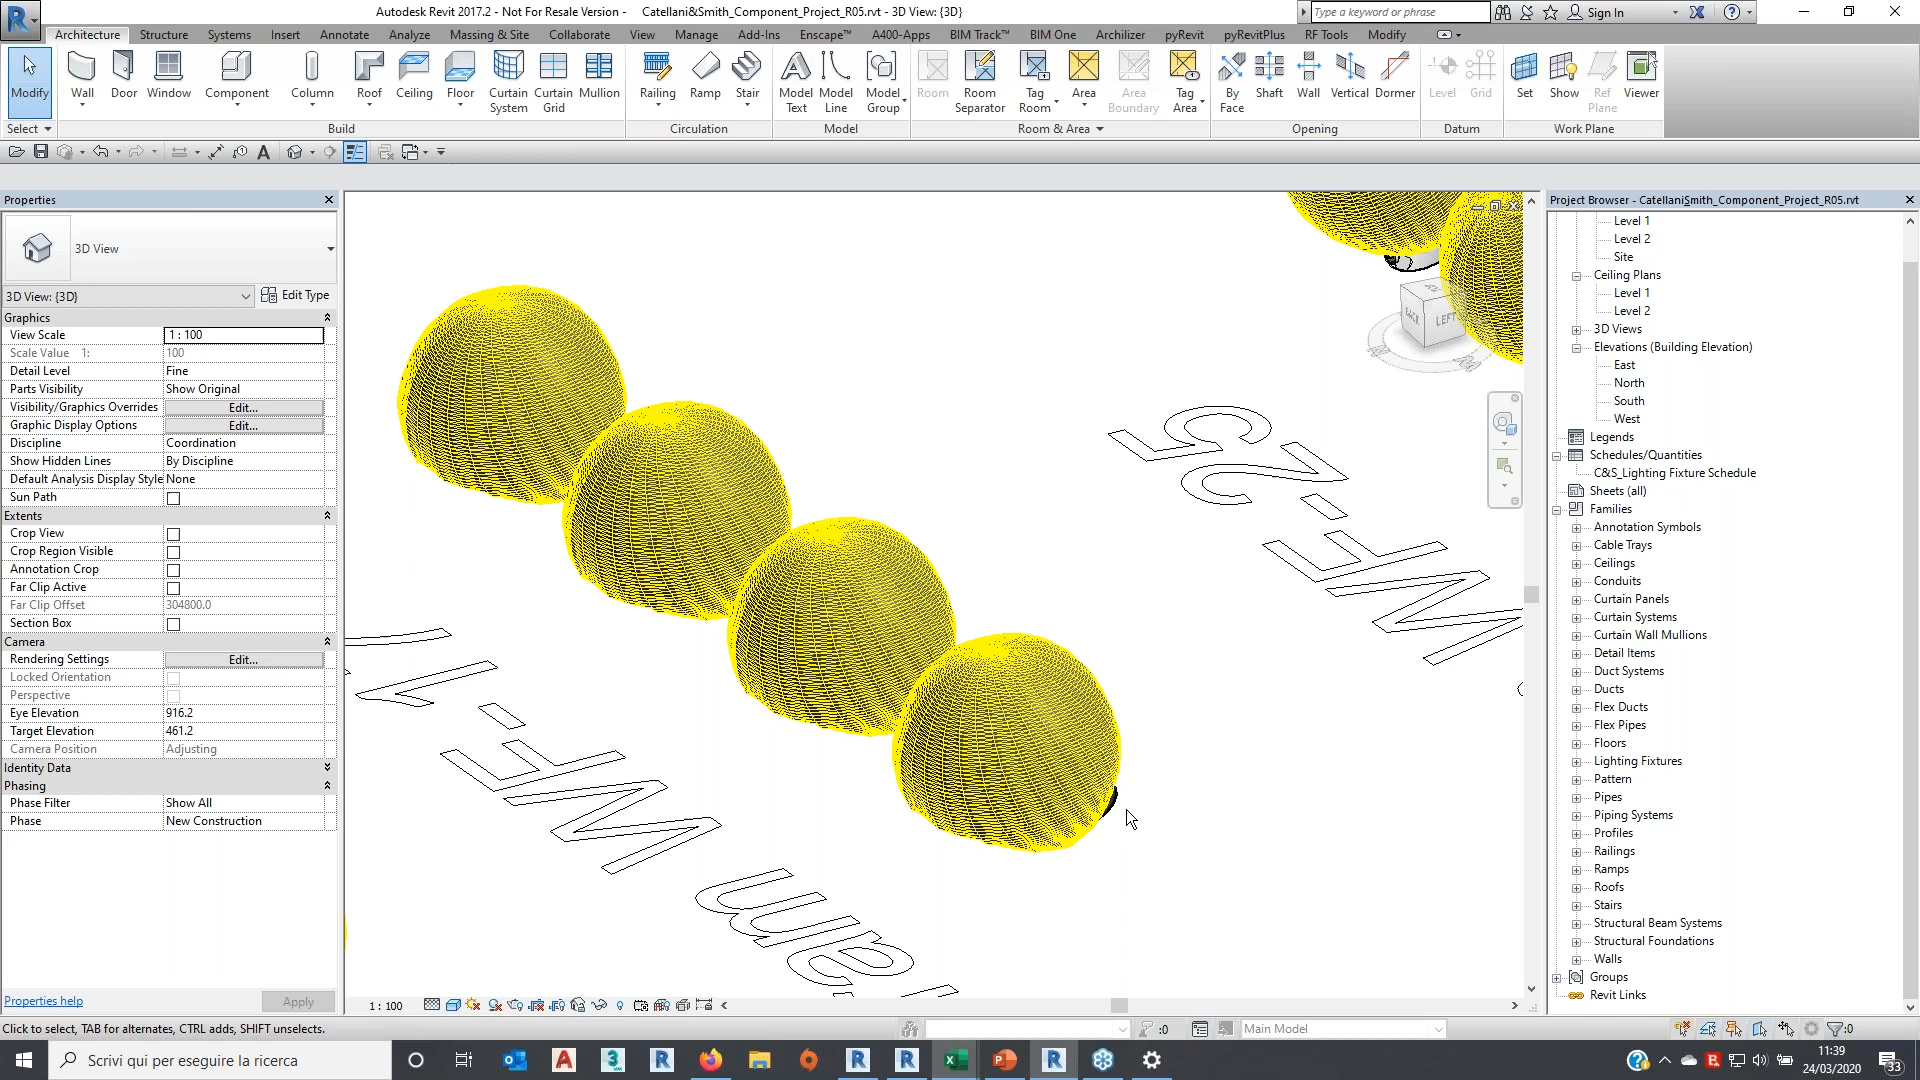 Autodesk Revit 2017.2 - Not For Resale Version - Catellani&Smith_Component_Project_R05.rvt - 3D View: {3D}
Type a keyword or phrase
Sign In
Architecture Structure Systems Insert Annotate Analyze Massing & Site Collaborate View Manage Add-Ins Enscape™ A400-Apps BIM Track™ BIM One Archilizer pyRevit pyRevitPlus RF Tools Modify
Modify Wall Door Window Component Column Roof Ceiling Floor Curtain System Curtain Grid Mullion Railing Ramp Stair Model Text Model Line Model Group Room Room Separator Tag Room Area Area Boundary Tag Area By Face Shaft Wall Vertical Dormer Level Grid Set Show Ref Plane Viewer
Select Build Circulation Model Room & Area Opening Datum Work Plane
Properties
3D View
3D View: {3D} Edit Type
Graphics
View Scale 1 : 100
Scale Value 1: 100
Detail Level Fine
Parts Visibility Show Original
Visibility/Graphics Overrides Edit...
Graphic Display Options Edit...
Discipline Coordination
Show Hidden Lines By Discipline
Default Analysis Display Style None
Sun Path
Extents
Crop View
Crop Region Visible
Annotation Crop
Far Clip Active
Far Clip Offset 304800.0
Section Box
Camera
Rendering Settings Edit...
Locked Orientation
Perspective
Eye Elevation 916.2
Target Elevation 461.2
Camera Position Adjusting
Identity Data
Phasing
Phase Filter Show All
Phase New Construction
Properties help Apply
BACK LEFT
WF-25
WF-1
1 : 100
Project Browser - CatellaniSmith_Component_Project_R05.rvt
Level 1
Level 2
Site
Ceiling Plans
Level 1
Level 2
3D Views
Elevations (Building Elevation)
East
North
South
West
Legends
Schedules/Quantities
C&S_Lighting Fixture Schedule
Sheets (all)
Families
Annotation Symbols
Cable Trays
Ceilings
Conduits
Curtain Panels
Curtain Systems
Curtain Wall Mullions
Detail Items
Duct Systems
Ducts
Flex Ducts
Flex Pipes
Floors
Lighting Fixtures
Pattern
Pipes
Piping Systems
Profiles
Railings
Ramps
Roofs
Stairs
Structural Beam Systems
Structural Foundations
Walls
Groups
Revit Links
Click to select, TAB for alternates, CTRL adds, SHIFT unselects.
:0
Main Model
:0
Scrivi qui per eseguire la ricerca
11:39
24/03/2020
33